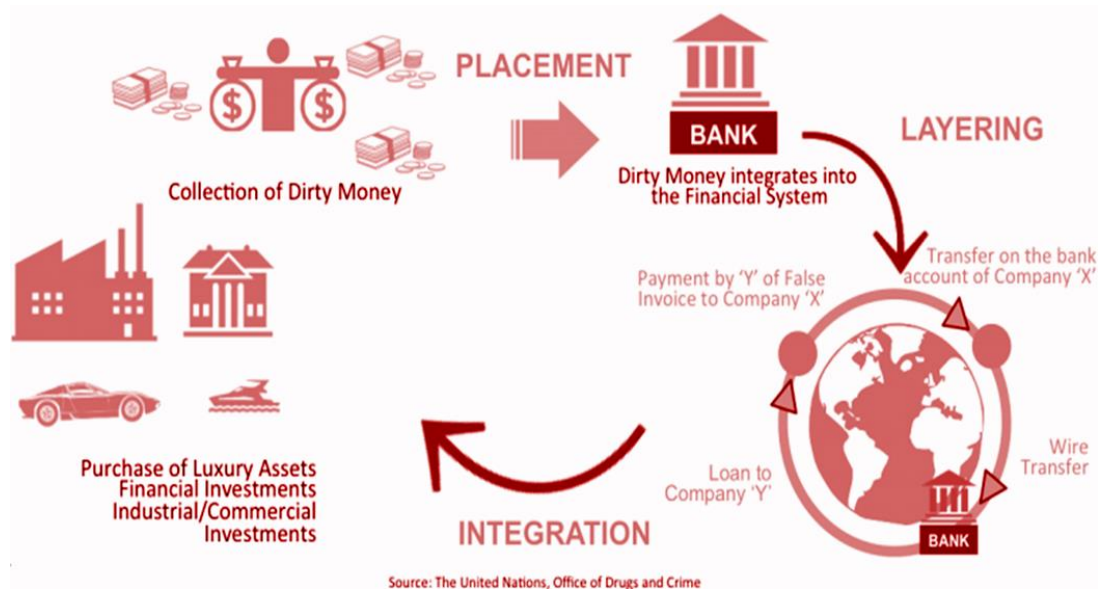 PLACEMENT
$ $
BANK
LAYERING
Collection of Dirty Money
Dirty Money integrates into
the Financial System
Transfer on the bank
account of Company ‘X’
Payment by ‘Y’ of False
Invoice to Company ‘X’
Wire
Transfer
Loan to
Company ‘Y’
BANK
Purchase of Luxury Assets
Financial Investments
Industrial/Commercial
Investments
INTEGRATION
Source: The United Nations, Office of Drugs and Crime